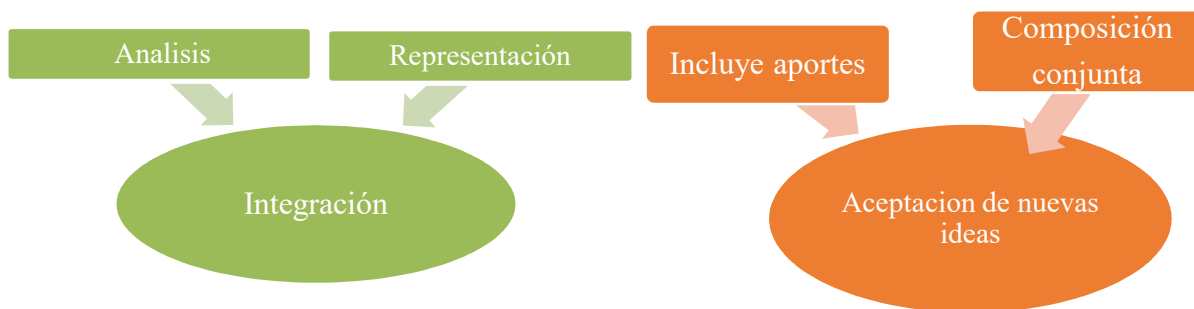 Analisis
Representación
Integración
Incluye aportes
Composición
conjunta
Aceptacion de nuevas
ideas